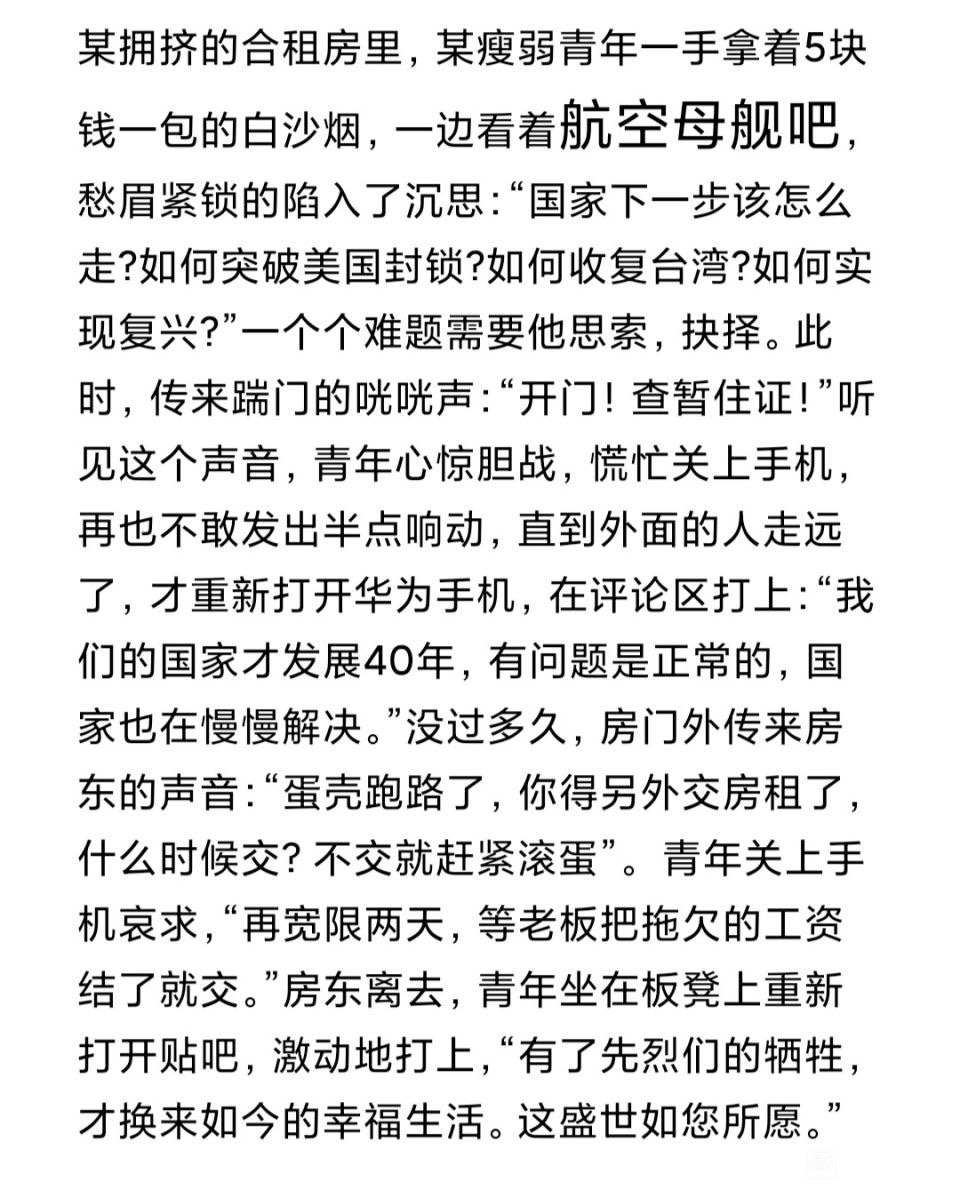 某拥挤的合租房里，某瘦弱青年一手拿着5块
钱一包的白沙烟，一边看着航空母舰吧，
愁眉紧锁的陷入了沉思：“国家下一步该怎么
走?如何突破美国封锁?如何收复台湾?如何实
现复兴?”一个个难题需要他思索，抉择。此
时，传来踹门的咣咣声：“开门！查暂住证！”听
见这个声音，青年心惊胆战，慌忙关上手机，
再也不敢发出半点响动，直到外面的人走远
了，才重新打开华为手机，在评论区打上：“我
们的国家才发展40年，有问题是正常的，国
家也在慢慢解决。”没过多久，房门外传来房
东的声音：“蛋壳跑路了，你得另外交房租了，
什么时候交？不交就赶紧滚蛋”。青年关上手
机哀求，“再宽限两天，等老板把拖欠的工资
结了就交。”房东离去，青年坐在板凳上重新
打开贴吧，激动地打上，“有了先烈们的牺牲，
才换来如今的幸福生活。这盛世如您所愿。”